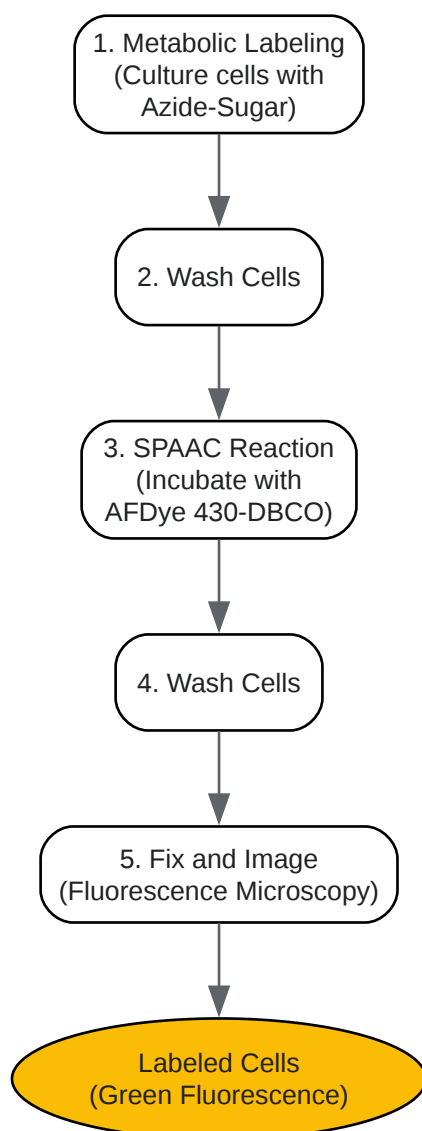 1. Metabolic Labeling
(Culture cells with
Azide-Sugar)
2. Wash Cells
3. SPAAC Reaction
(Incubate with
AFDye 430-DBCO)
4. Wash Cells
5. Fix and Image
(Fluorescence Microscopy)
Labeled Cells
(Green Fluorescence)